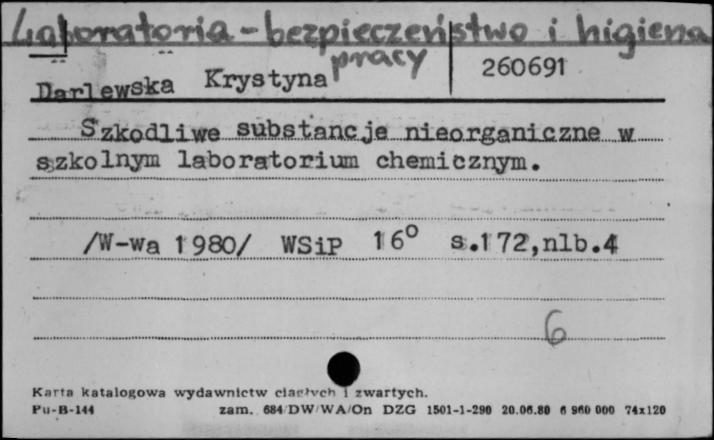 Laboratoria - bezpieczeństwo i higiena
pracy
Darlewska Krystyna 260691
Szkodliwe substancje nieorganiczne w
szkolnym laboratorium chemicznym.
/W-wa 1980/ WSiP 16° s.172,nlb.4
6
Karta katalogowa wydawnictw ciągłych i zwartych.
Pu-B-144 zam. 684/DW/WA/On DZG 1501-1-290 20.06.80 6 960 000 74x120